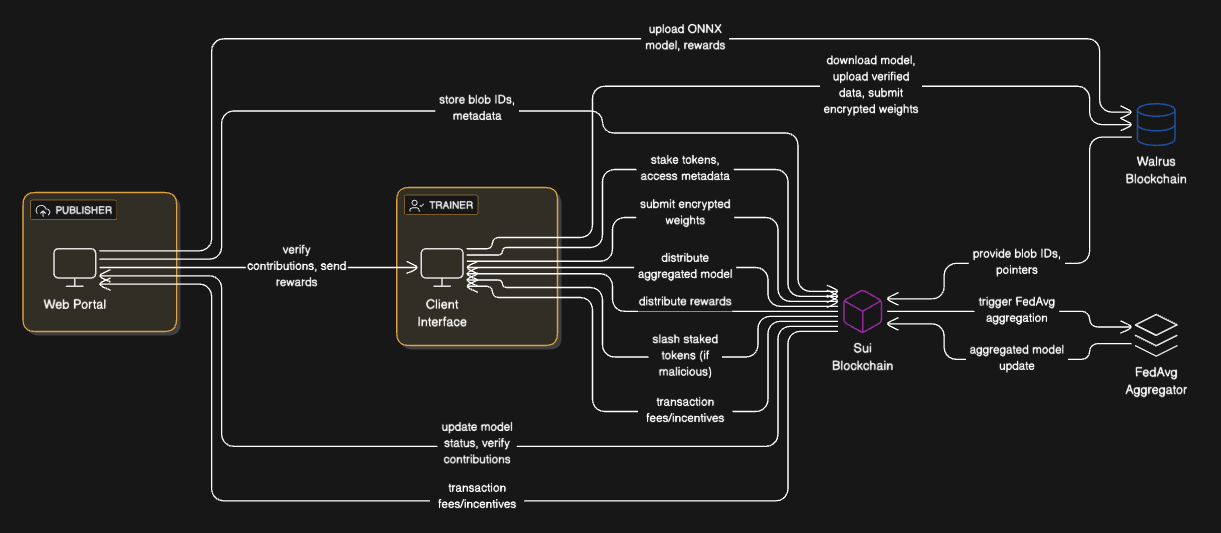 upload ONNX
model, rewards
download model,
upload verified
data, submit
encrypted weights
store blob IDs,
metadata
Walrus
Blockchain
stake tokens,
access metadata
PUBLISHER
TRAINER
submit encrypted
weights
verify
contributions, send
rewards
distribute
aggregated model
provide blob IDs,
pointers
Web Portal
Client
Interface
distribute rewards
trigger FedAvg
aggregation
slash staked
tokens (if
malicious)
Sui
Blockchain
aggregated model
update
FedAvg
Aggregator
transaction
fees/incentives
update model
status, verify
contributions
transaction
fees/incentives